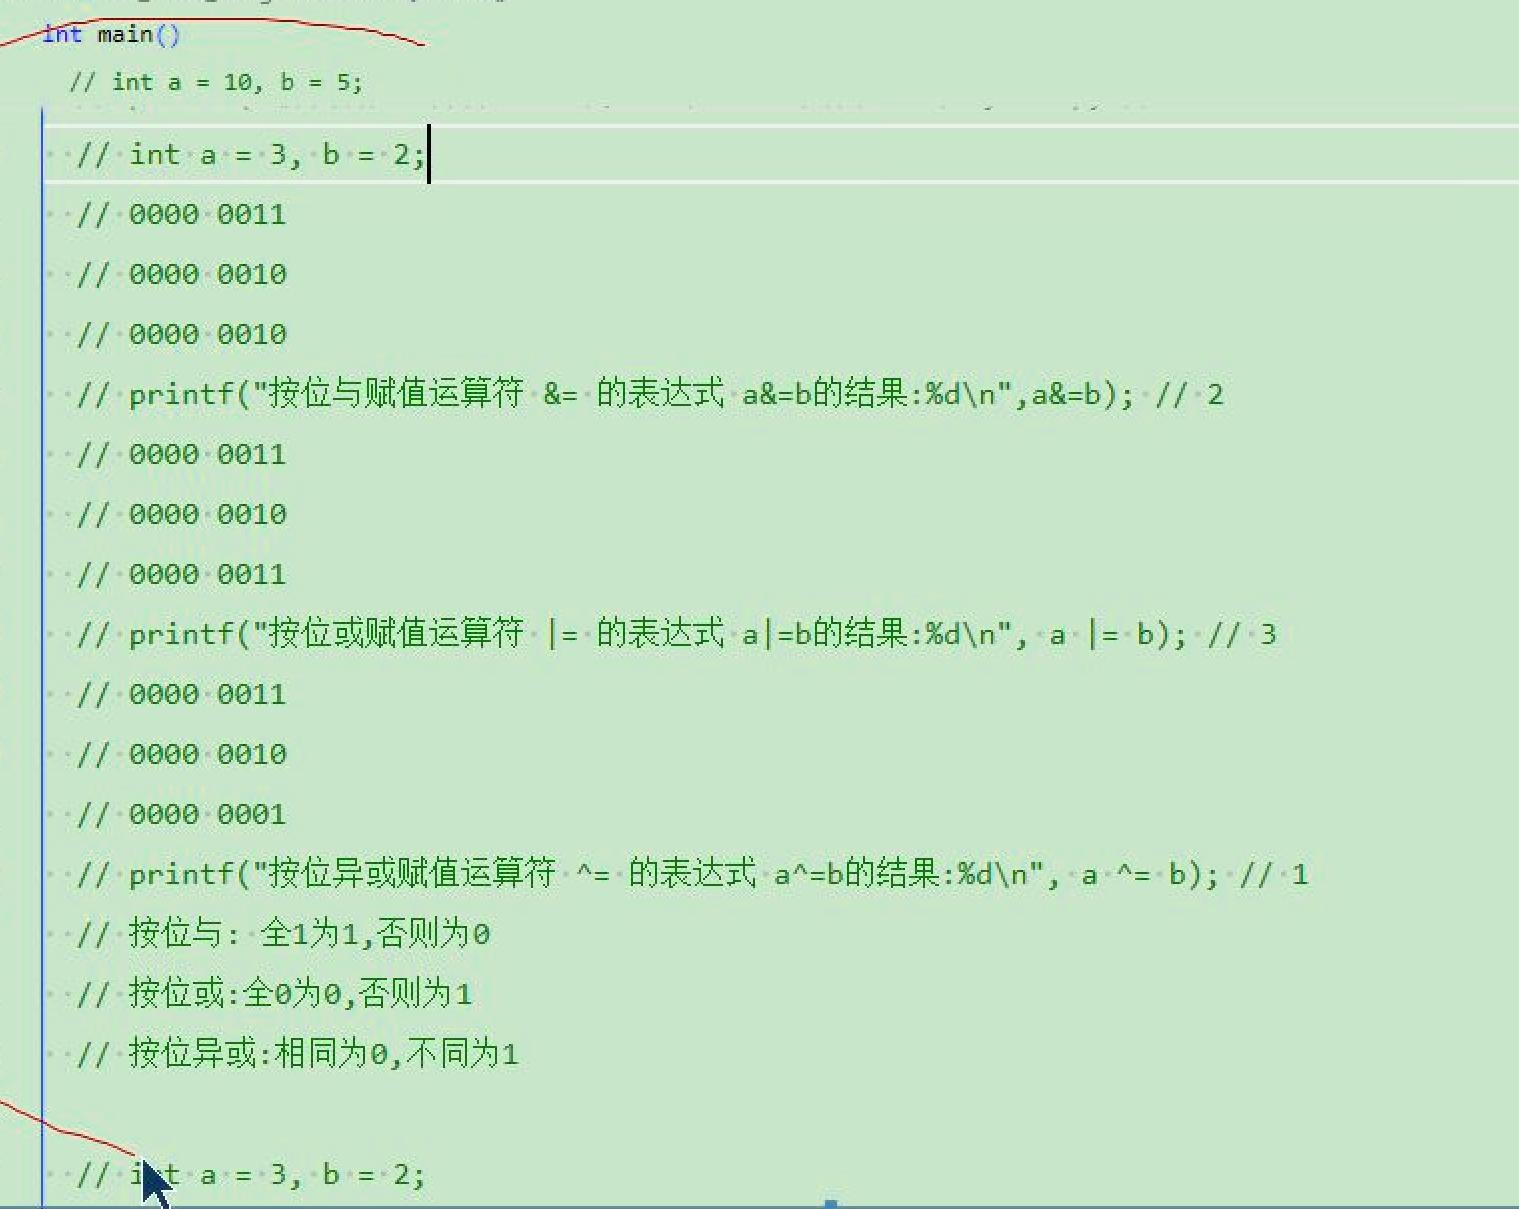 int main()
// int a = 10, b = 5;
// int a = 3, b = 2;
// 0000 0011
// 0000 0010
// 0000 0010
// printf("按位与赋值运算符 &= 的表达式 a&=b的结果:%d\n",a&=b); // 2
// 0000 0011
// 0000 0010
// 0000 0011
// printf("按位或赋值运算符 |= 的表达式 a|=b的结果:%d\n", a |= b); // 3
// 0000 0011
// 0000 0010
// 0000 0001
// printf("按位异或赋值运算符 ^= 的表达式 a^=b的结果:%d\n", a ^= b); // 1
// 按位与: 全1为1,否则为0
// 按位或:全0为0,否则为1
// 按位异或:相同为0,不同为1
// int a = 3, b = 2;